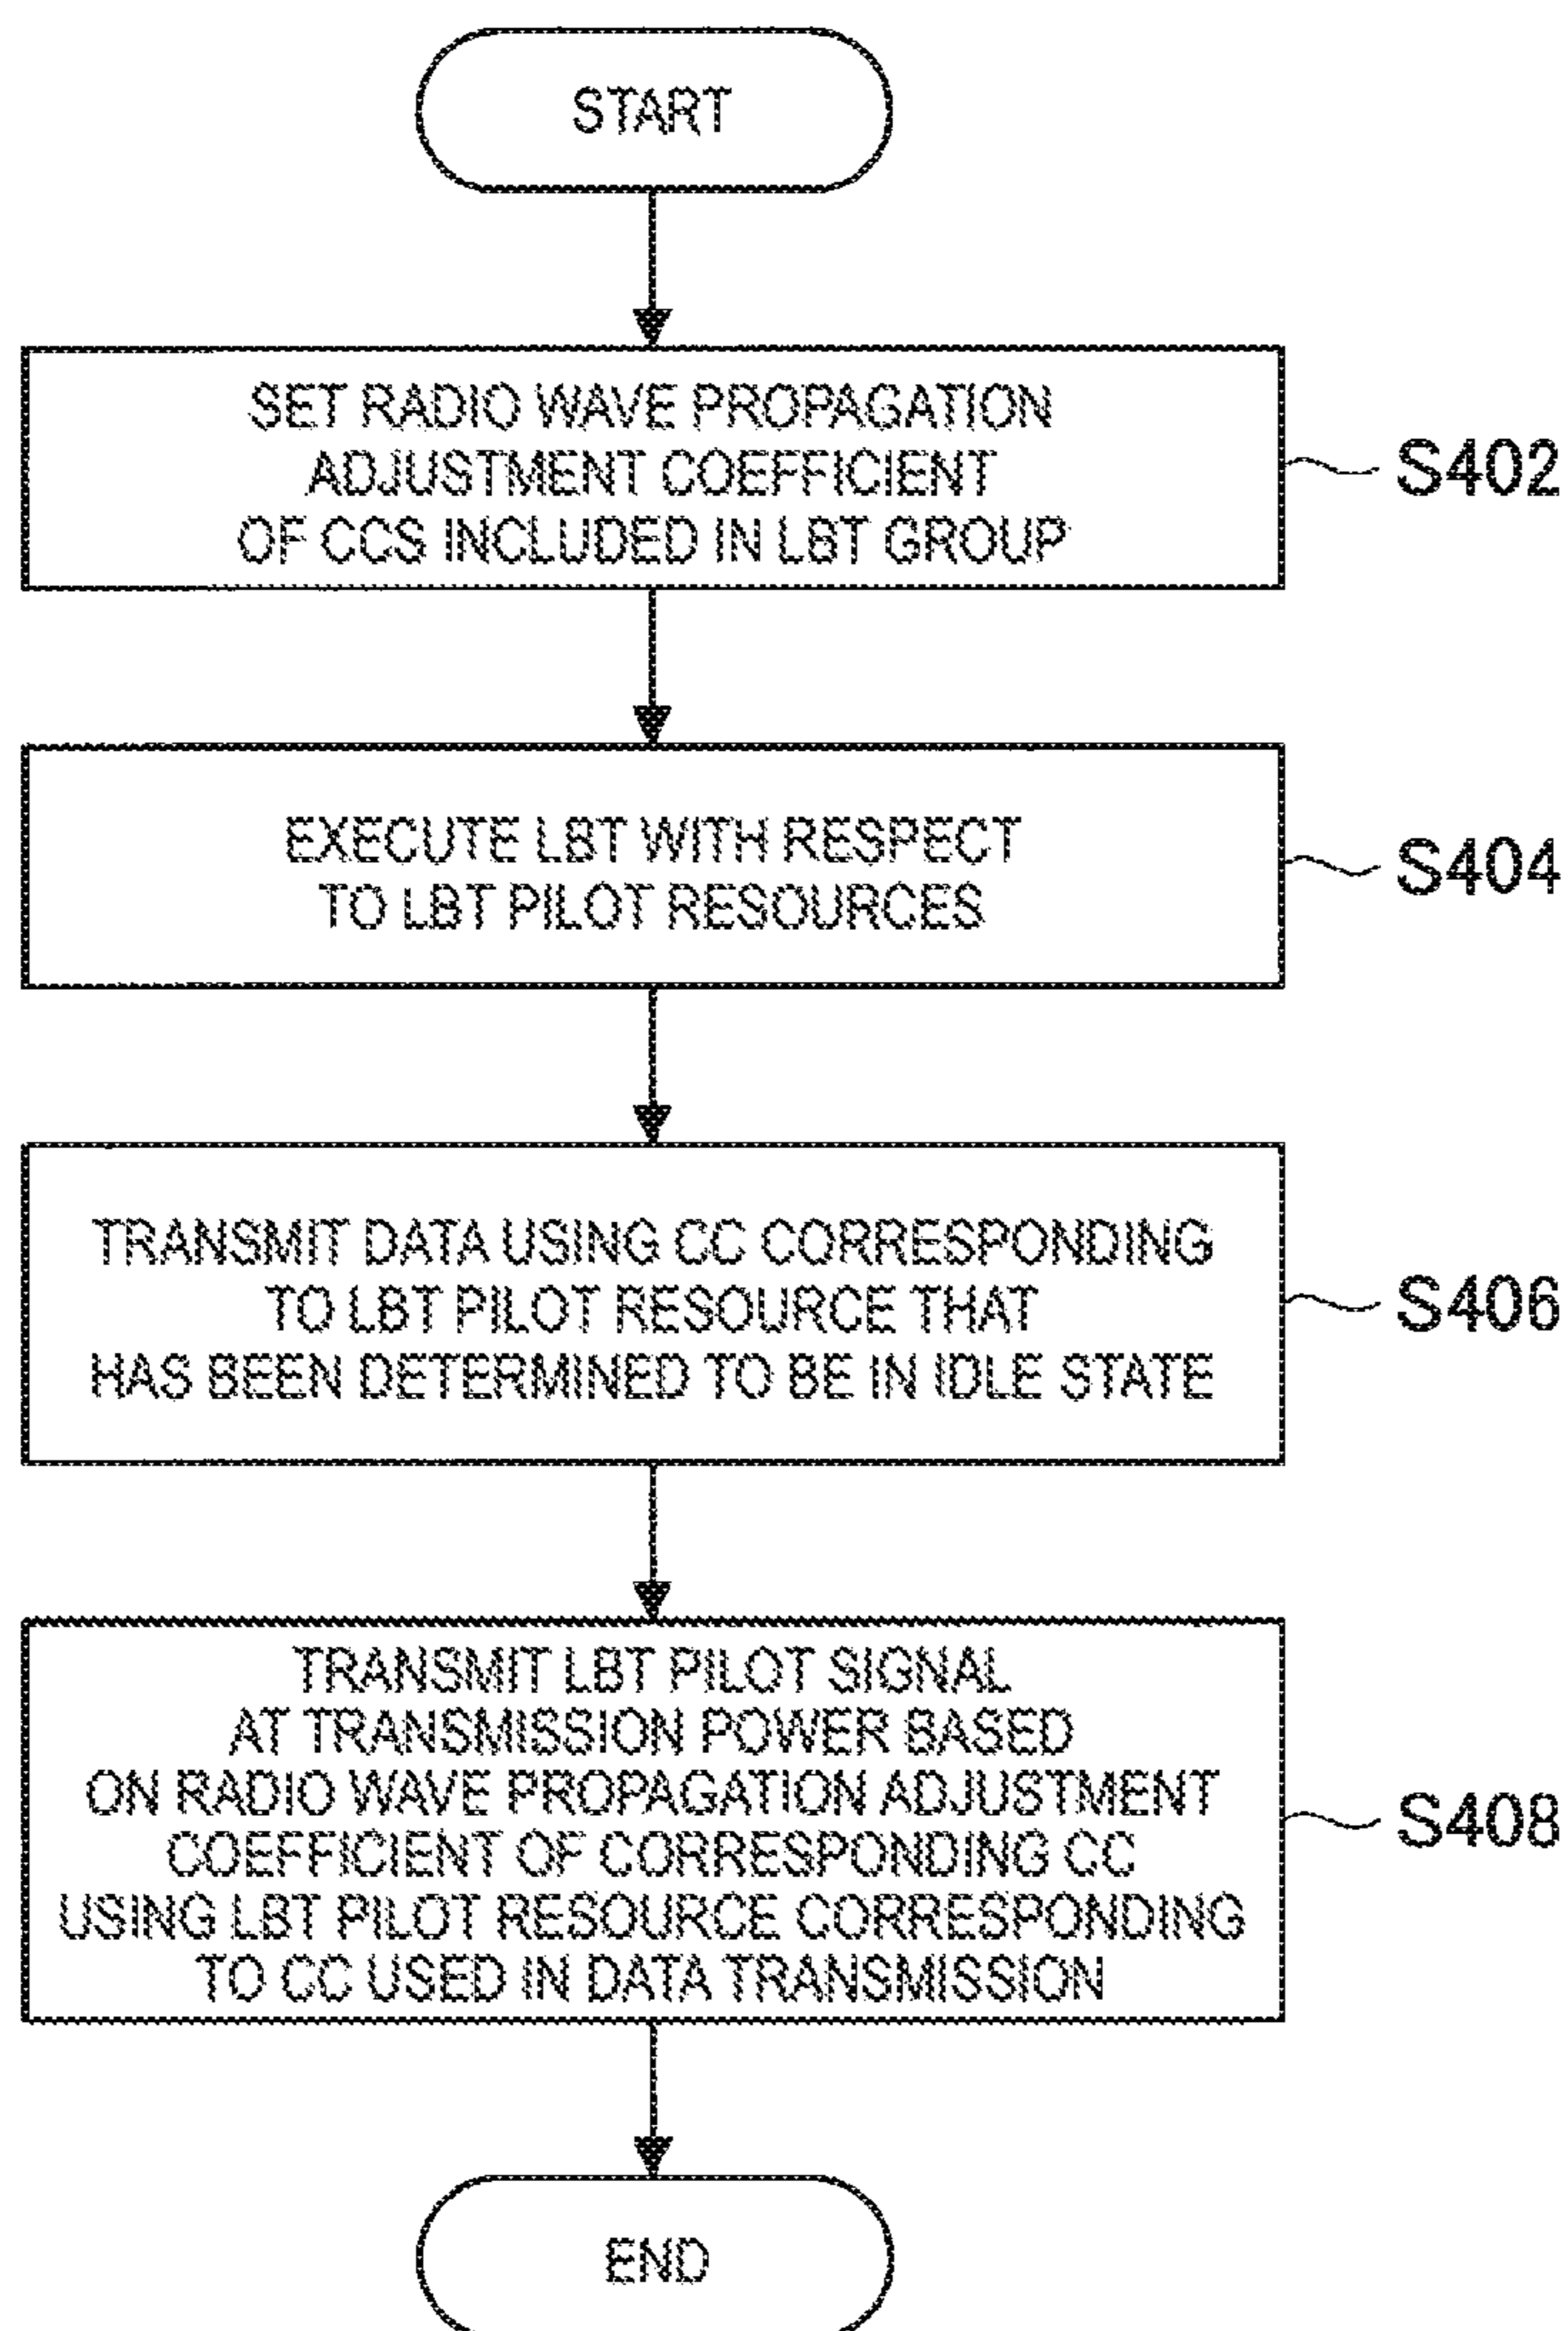 START
SET RADIO WAVE PROPAGATION
ADJUSTMENT COEFFICIENT
OF CCS INCLUDED IN LBT GROUP
S402
EXECUTE LBT WITH RESPECT
TO LBT PILOT RESOURCES
S404
TRANSMIT DATA USING CC CORRESPONDING
TO LBT PILOT RESOURCE THAT
HAS BEEN DETERMINED TO BE IN IDLE STATE
S406
TRANSMIT LBT PILOT SIGNAL
AT TRANSMISSION POWER BASED
ON RADIO WAVE PROPAGATION ADJUSTMENT
COEFFICIENT OF CORRESPONDING CC
USING LBT PILOT RESOURCE CORRESPONDING
TO CC USED IN DATA TRANSMISSION
S408
END